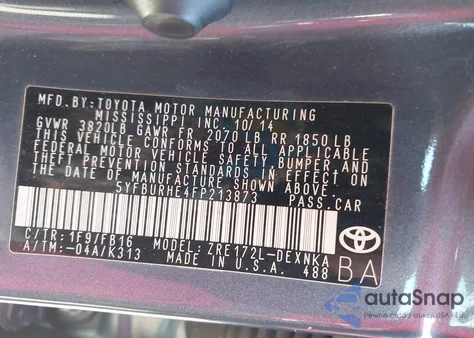 MFD.BY: TOYOTA MOTOR MANUFACTURING
MISSISSIPPI, INC. 10/14
GVWR 3820LB GAWR FR 2070 LB RR 1850 LB
THIS VEHICLE CONFORMS TO ALL APPLICABLE
FEDERAL MOTOR VEHICLE SAFETY, BUMPER, AND
THEFT PREVENTION STANDARDS IN EFFECT ON
THE DATE OF MANUFACTURE SHOWN ABOVE.
5YFBURHE4FP213873 PASS.CAR
C/TR: 1F9/FB16 MODEL: ZRE172L-DEXNKA
A/TM: -04A/K313 MADE IN U.S.A. 488
BA
TOYOTA
autoSnap